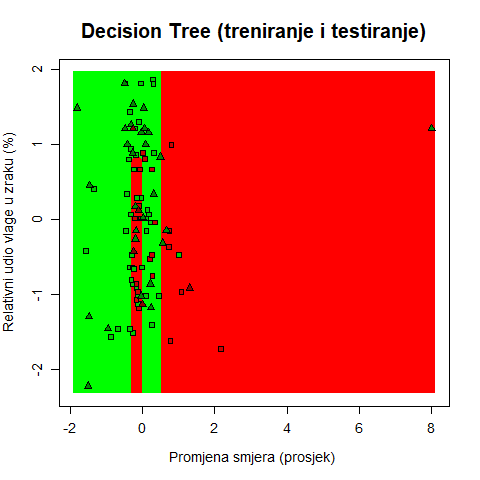 Decision Tree (treniranje i testiranje)
Relativni udio vlage u zraku (%)
2
1
0
-1
-2
-2 0 2 4 6 8
Promjena smjera (prosjek)